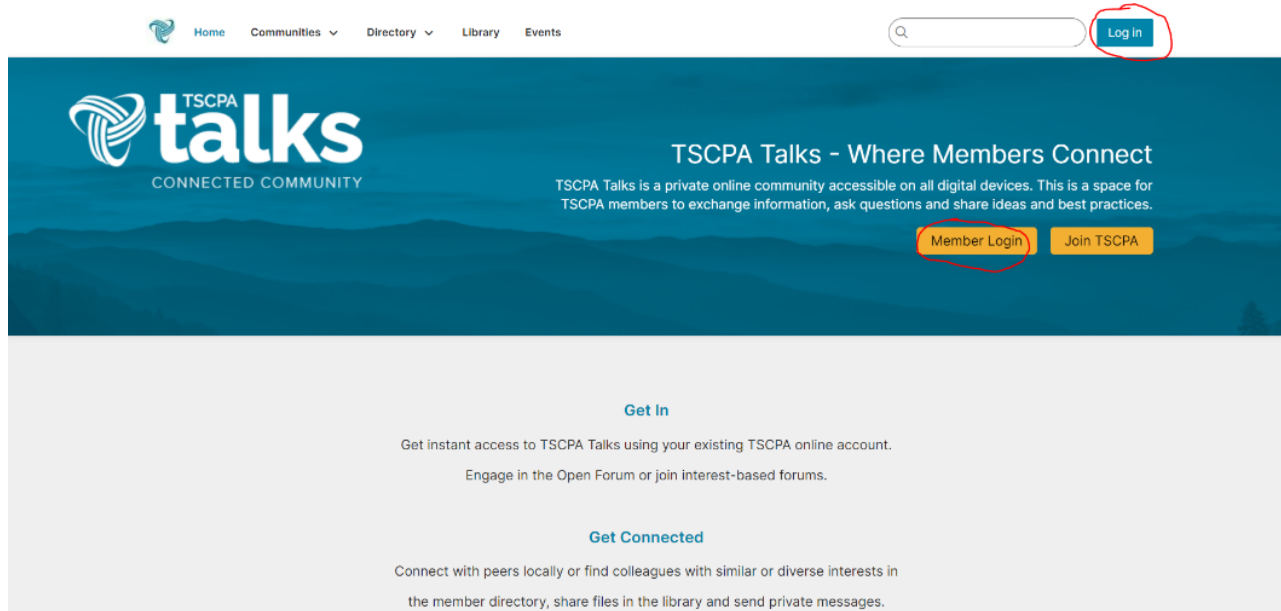 Home Communities Directory Library Events Log in
TSCPA
talks
CONNECTED COMMUNITY
TSCPA Talks - Where Members Connect
TSCPA Talks is a private online community accessible on all digital devices. This is a space for
TSCPA members to exchange information, ask questions and share ideas and best practices.
Member Login Join TSCPA
Get In
Get instant access to TSCPA Talks using your existing TSCPA online account.
Engage in the Open Forum or join interest-based forums.
Get Connected
Connect with peers locally or find colleagues with similar or diverse interests in
the member directory, share files in the library and send private messages.